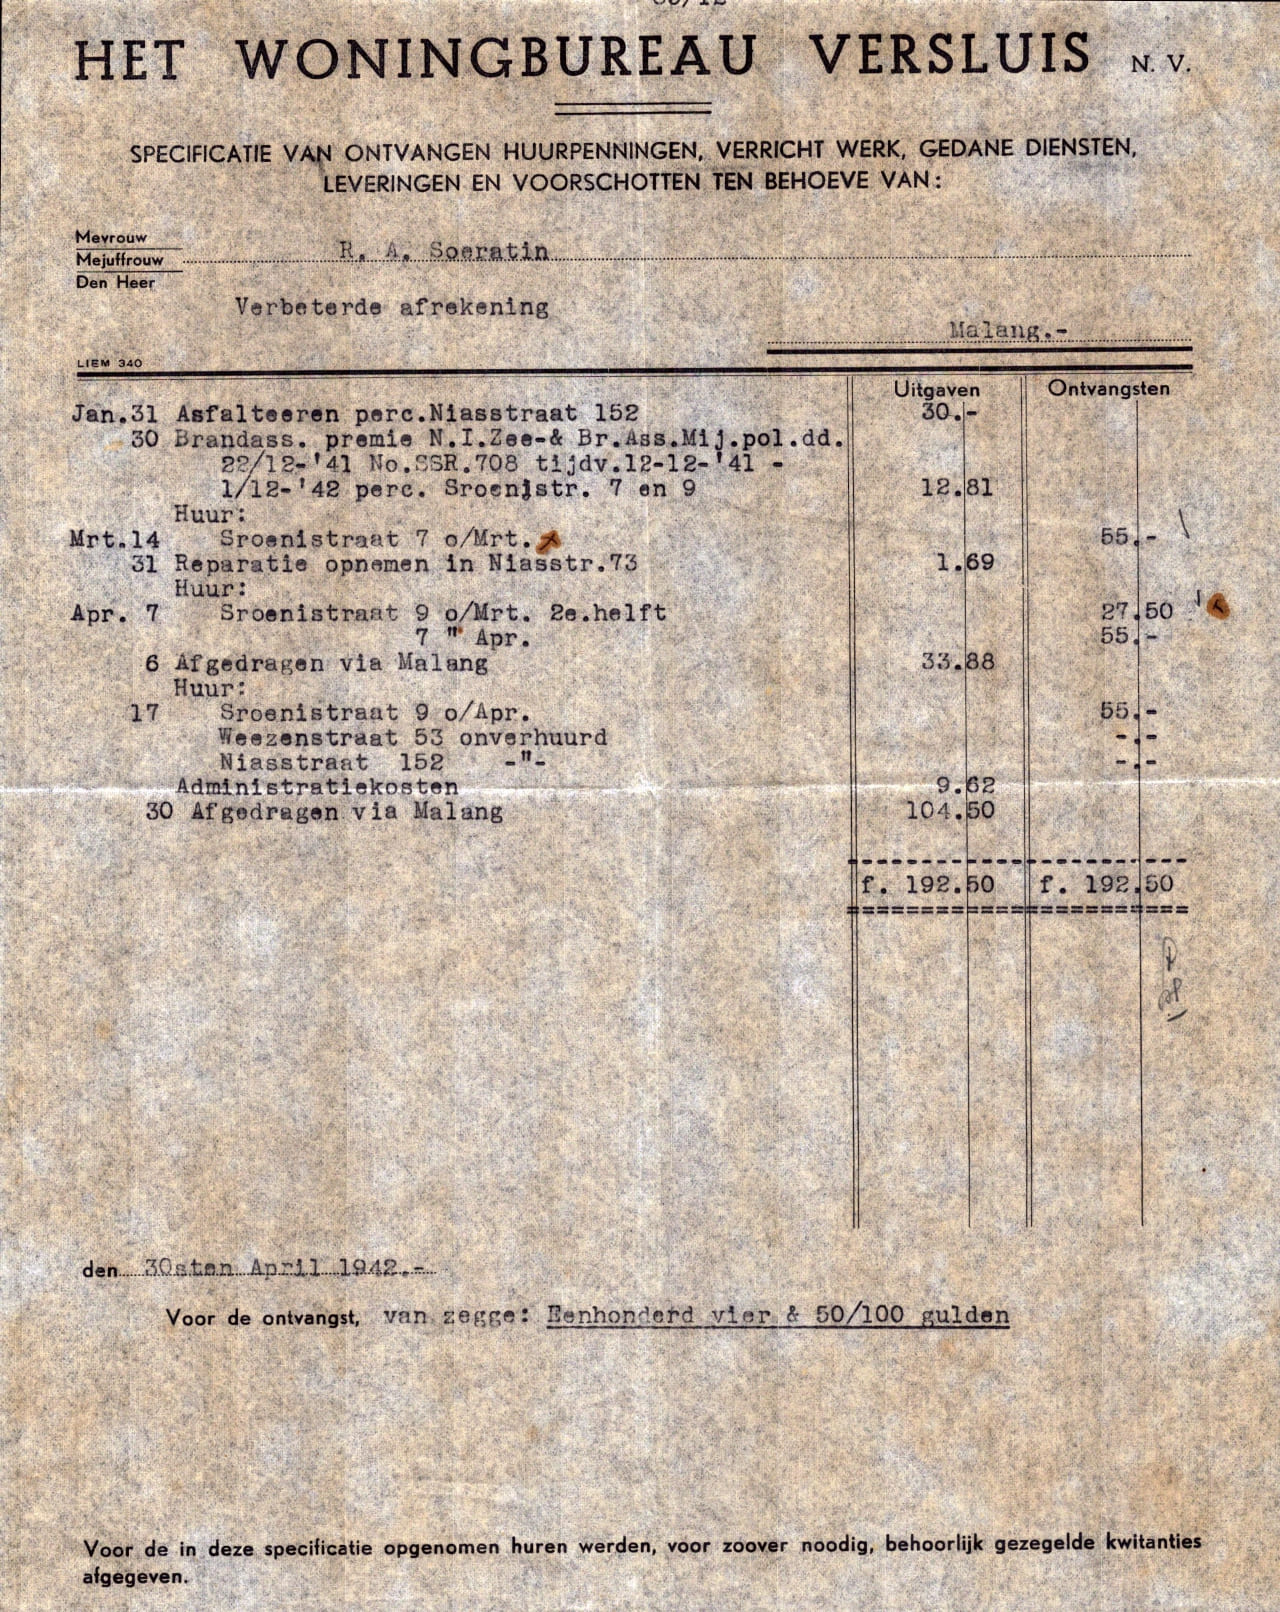 HET WONINGBUREAU VERSLUIS N. V.
SPECIFICATIE VAN ONTVANGEN HUURPENNINGEN, VERRICHT WERK, GEDANE DIENSTEN,
LEVERINGEN EN VOORSCHOTTEN TEN BEHOEVE VAN:
Mevrouw
Mejuffrouw R. A. Soeratin
Den Heer
Verbeterde afrekening
Malang.-
LIEM 340
Uitgaven Ontvangsten
Jan.31 Asfalteeren perc.Niasstraat 152 30.-
30 Brandass. premie N.I.Zee-& Br.Ass.Mij.pol.dd.
22/12-'41 No.SSR.708 tijdv.12-12-'41 -
1/12-'42 perc. Sroenistr. 7 en 9 12.81
Huur:
Mrt.14 Sroenistraat 7 o/Mrt. 55.-
31 Reparatie opnemen in Niasstr.73 1.69
Huur:
Apr. 7 Sroenistraat 9 o/Mrt. 2e.helft 27.50
7 " Apr. 55.-
6 Afgedragen via Malang 33.88
Huur:
17 Sroenistraat 9 o/Apr. 55.-
Weezenstraat 53 onverhuurd -.-
Niasstraat 152 -"- -.-
Administratiekosten 9.62
30 Afgedragen via Malang 104.50
f. 192.50 f. 192.50
den 30sten April 1942.-
Voor de ontvangst, van zegge: Eenhonderd vier & 50/100 gulden
Voor de in deze specificatie opgenomen huren werden, voor zoover noodig, behoorlijk gezegelde kwitanties
afgegeven.